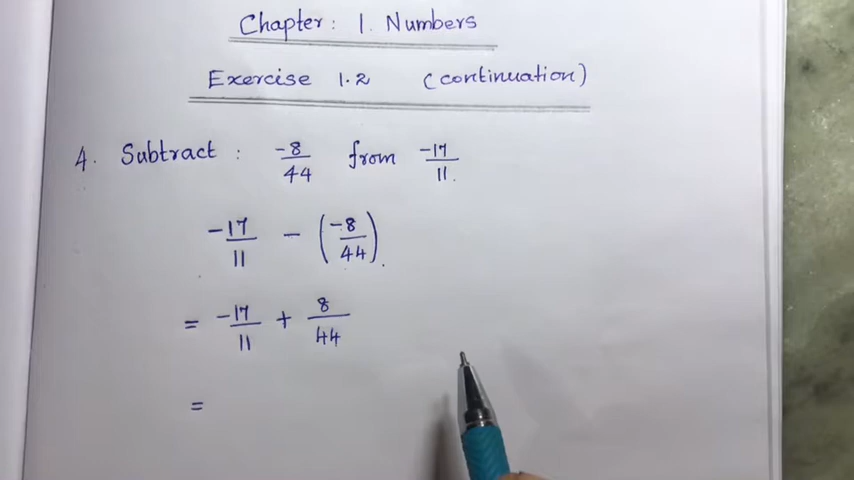 Chapter: 1. Numbers
Exercise 1.2 (continuation)
4. Subtract: -8/44 from -17/11.
-17/11 - (-8/44).
= -17/11 + 8/44
=